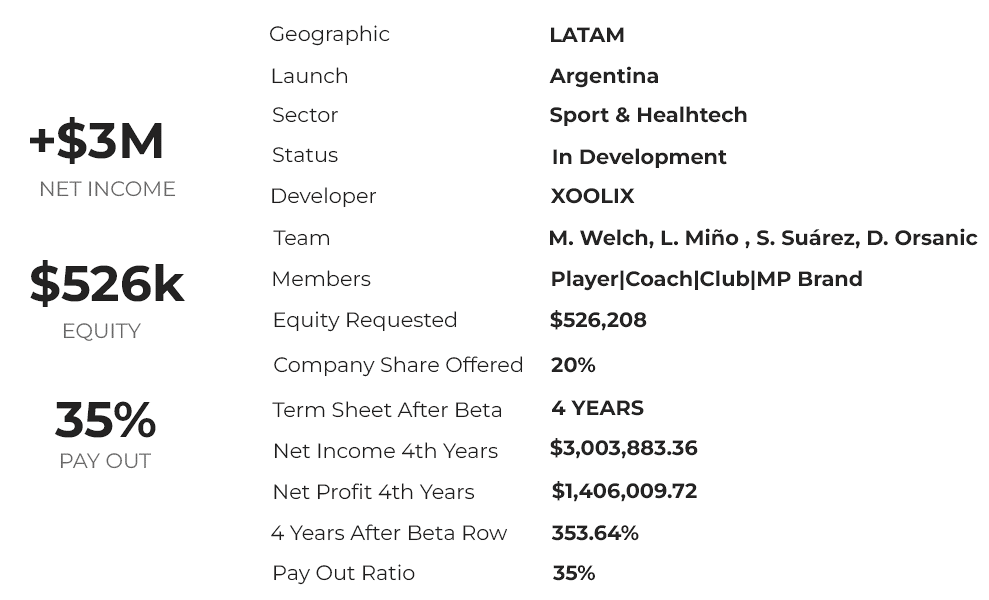 +$3M
NET INCOME
$526k
EQUITY
35%
PAY OUT
Geographic LATAM
Launch Argentina
Sector Sport & Healhtech
Status In Development
Developer XOOLIX
Team M. Welch, L. Miño , S. Suárez, D. Orsanic
Members Player|Coach|Club|MP Brand
Equity Requested $526,208
Company Share Offered 20%
Term Sheet After Beta 4 YEARS
Net Income 4th Years $3,003,883.36
Net Profit 4th Years $1,406,009.72
4 Years After Beta Row 353.64%
Pay Out Ratio 35%